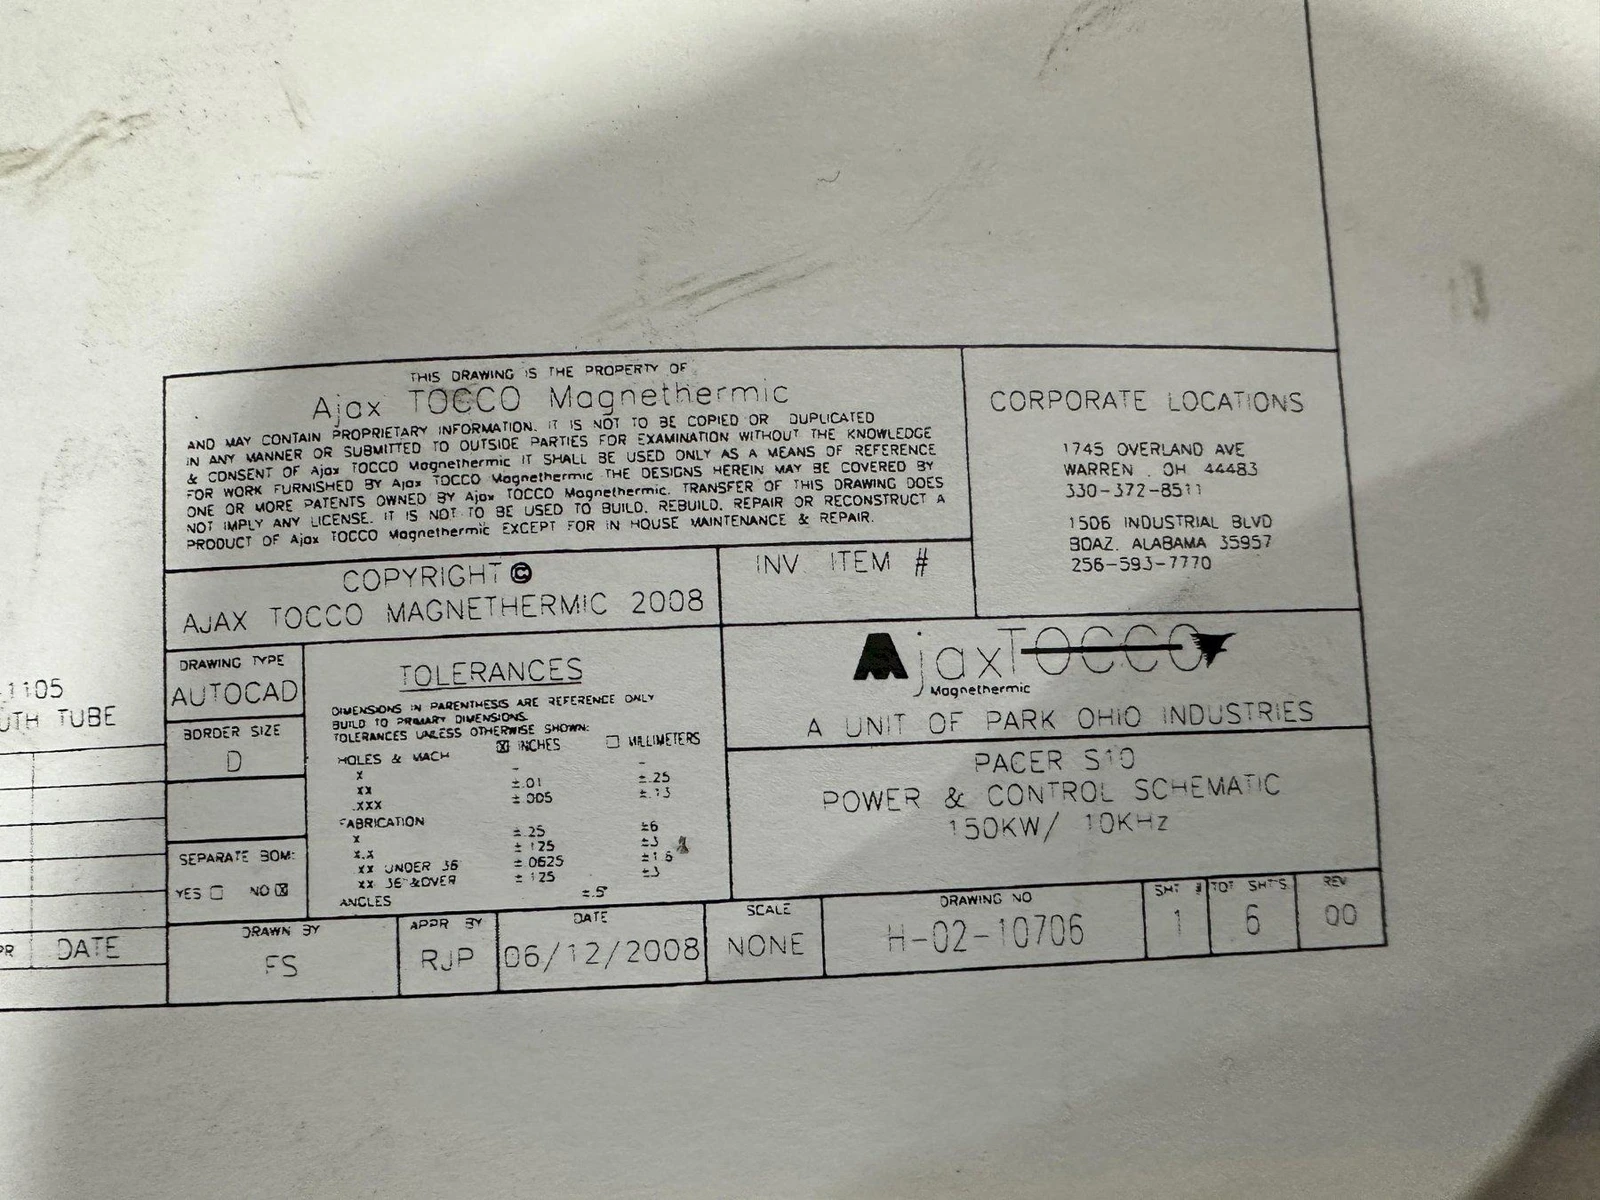 THIS DRAWING IS THE PROPERTY OF
Ajax TOCCO Magnethermic
AND MAY CONTAIN PROPRIETARY INFORMATION. IT IS NOT TO BE COPIED OR DUPLICATED
IN ANY MANNER OR SUBMITTED TO OUTSIDE PARTIES FOR EXAMINATION WITHOUT THE KNOWLEDGE
& CONSENT OF Ajax TOCCO Magnethermic IT SHALL BE USED ONLY AS A MEANS OF REFERENCE
FOR WORK FURNISHED BY Ajax TOCCO Magnethermic THE DESIGNS HEREIN MAY BE COVERED BY
ONE OR MORE PATENTS OWNED BY Ajax TOCCO Magnethermic. TRANSFER OF THIS DRAWING DOES
NOT IMPLY ANY LICENSE. IT IS NOT TO BE USED TO BUILD, REBUILD, REPAIR OR RECONSTRUCT A
PRODUCT OF Ajax TOCCO Magnethermic EXCEPT FOR IN HOUSE MAINTENANCE & REPAIR.
CORPORATE LOCATIONS
1745 OVERLAND AVE
WARREN , OH 44483
330-372-8511
1506 INDUSTRIAL BLVD
BOAZ, ALABAMA 35957
256-593-7770
COPYRIGHT ©
AJAX TOCCO MAGNETHERMIC 2008
INV. ITEM #
-1105
UTH TUBE
DRAWING TYPE
AUTOCAD
BORDER SIZE
D
SEPARATE BOM:
YES ☐ NO ☒
TOLERANCES
DIMENSIONS IN PARENTHESIS ARE REFERENCE ONLY
BUILD TO PRIMARY DIMENSIONS.
TOLERANCES UNLESS OTHERWISE SHOWN:
☒ INCHES ☐ MILLIMETERS
HOLES & MACH
X - -
XX ±.01 ±.25
.XXX ±.005 ±.13
FABRICATION
X ±.25 ±6
X.X ±.125 ±3
XX UNDER 36 ±.0625 ±1.6
XX 36" &OVER ±.125 ±3
ANGLES ±.5°
AjaxTOCCO
Magnethermic
A UNIT OF PARK OHIO INDUSTRIES
PACER S10
POWER & CONTROL SCHEMATIC
150KW/ 10KHz
PR DATE
DRAWN BY
FS
APPR BY
RJP
DATE
06/12/2008
SCALE
NONE
DRAWING NO
H-02-10706
SHT #
1
TOT SHTS
6
REV
00